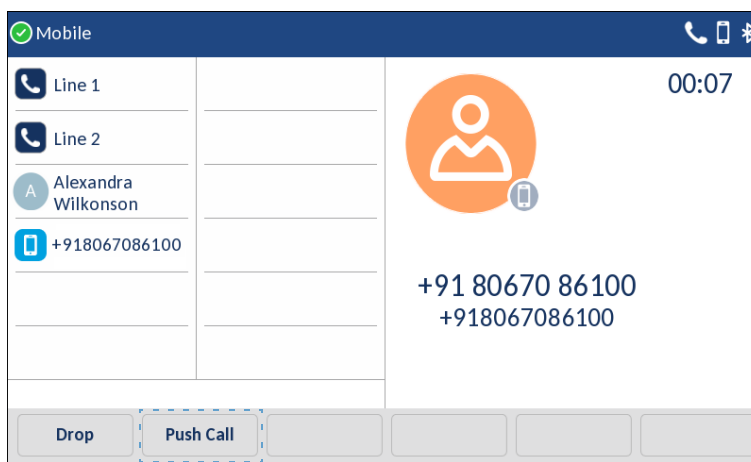 Mobile
Line 1
Line 2
A
Alexandra
Wilkonson
+918067086100
00:07
+91 80670 86100
+918067086100
Drop
Push Call